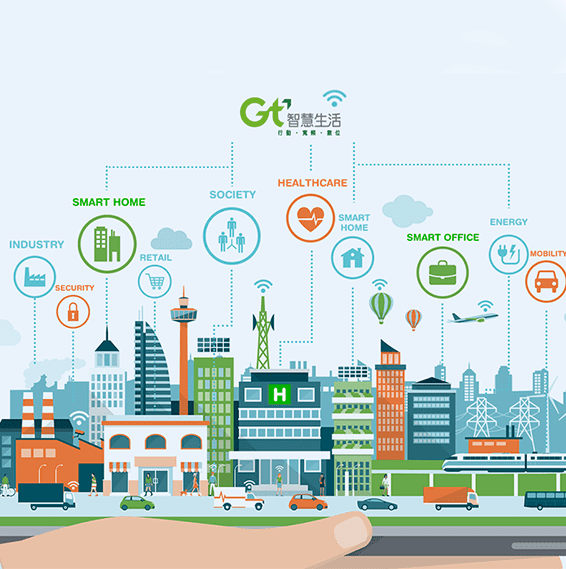 Gt 智慧生活
行動・寬頻・數位
HEALTHCARE
SOCIETY
SMART HOME
SMART HOME
SMART OFFICE
ENERGY
INDUSTRY
RETAIL
MOBILITY
SECURITY
H